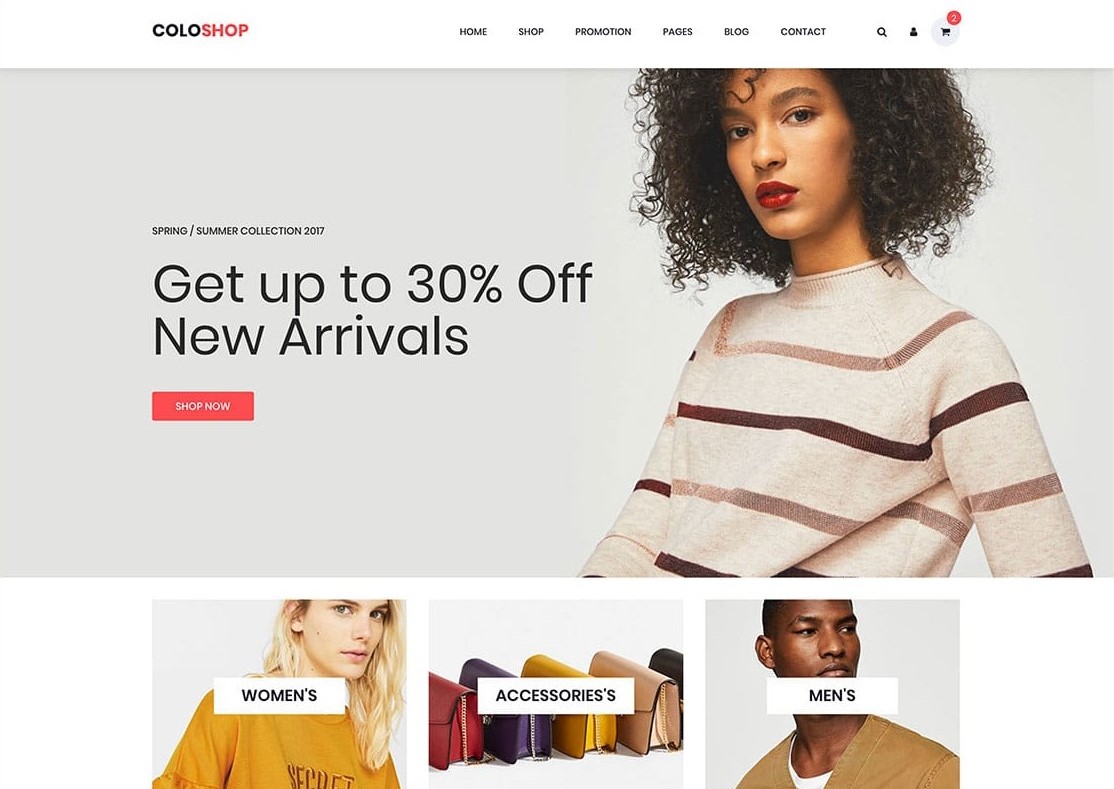 COLOSHOP
HOME SHOP PROMOTION PAGES BLOG CONTACT
2
SPRING / SUMMER COLLECTION 2017
Get up to 30% Off
New Arrivals
SHOP NOW
WOMEN'S
ACCESSORIES'S
MEN'S
SECRET